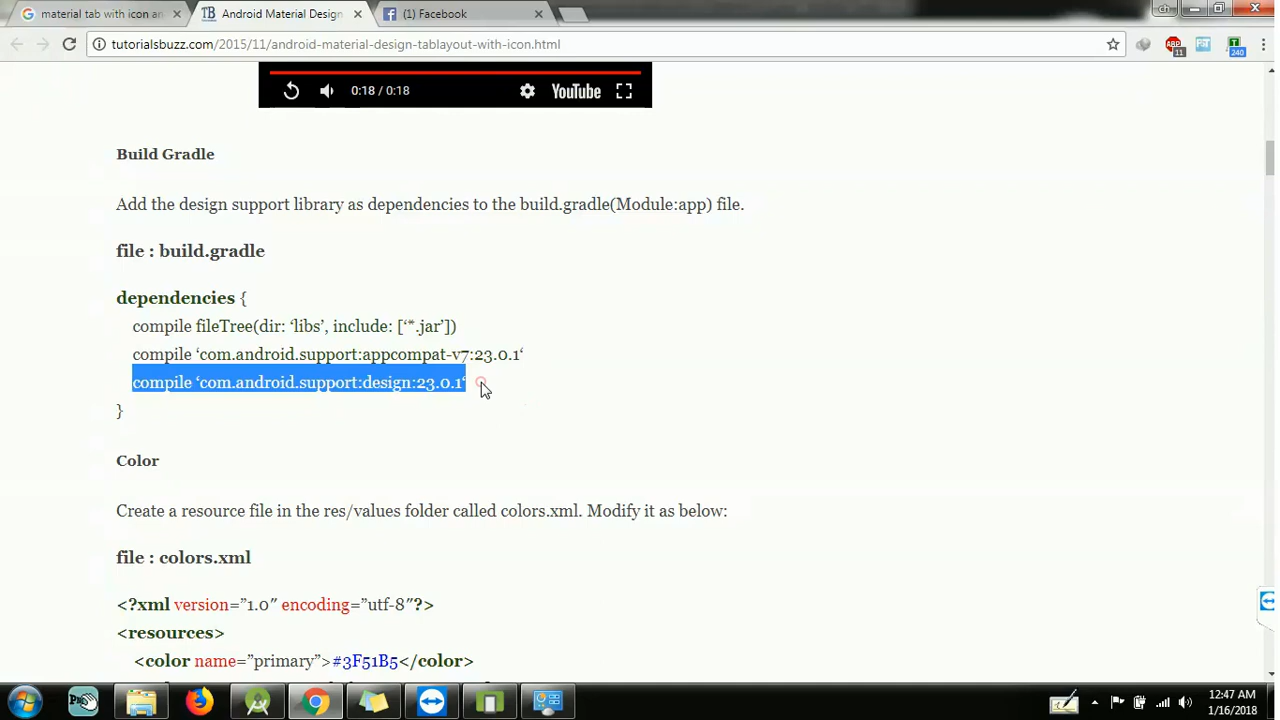 material tab with icon an
Android Material Design
(1) Facebook
tutorialsbuzz.com/2015/11/android-material-design-tablayout-with-icon.html
ABP
11
240
0:18 / 0:18
YouTube
Build Gradle
Add the design support library as dependencies to the build.gradle(Module:app) file.
file : build.gradle
dependencies {
compile fileTree(dir: ‘libs’, include: [‘*.jar’])
compile ‘com.android.support:appcompat-v7:23.0.1‘
compile ‘com.android.support:design:23.0.1‘
}
Color
Create a resource file in the res/values folder called colors.xml. Modify it as below:
file : colors.xml
<?xml version=”1.0″ encoding=”utf-8″?>
<resources>
<color name=”primary”>#3F51B5</color>
12:47 AM
1/16/2018